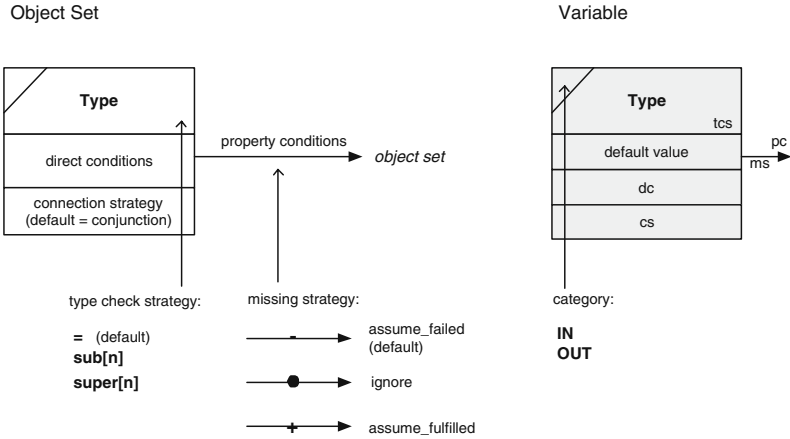 Object Set
Variable
Type
direct conditions
connection strategy
(default = conjunction)
property conditions
object set
type check strategy:
= (default)
sub[n]
super[n]
missing strategy:
- assume_failed
(default)
ignore
+ assume_fulfilled
Type
tcs
default value
dc
cs
pc
ms
category:
IN
OUT